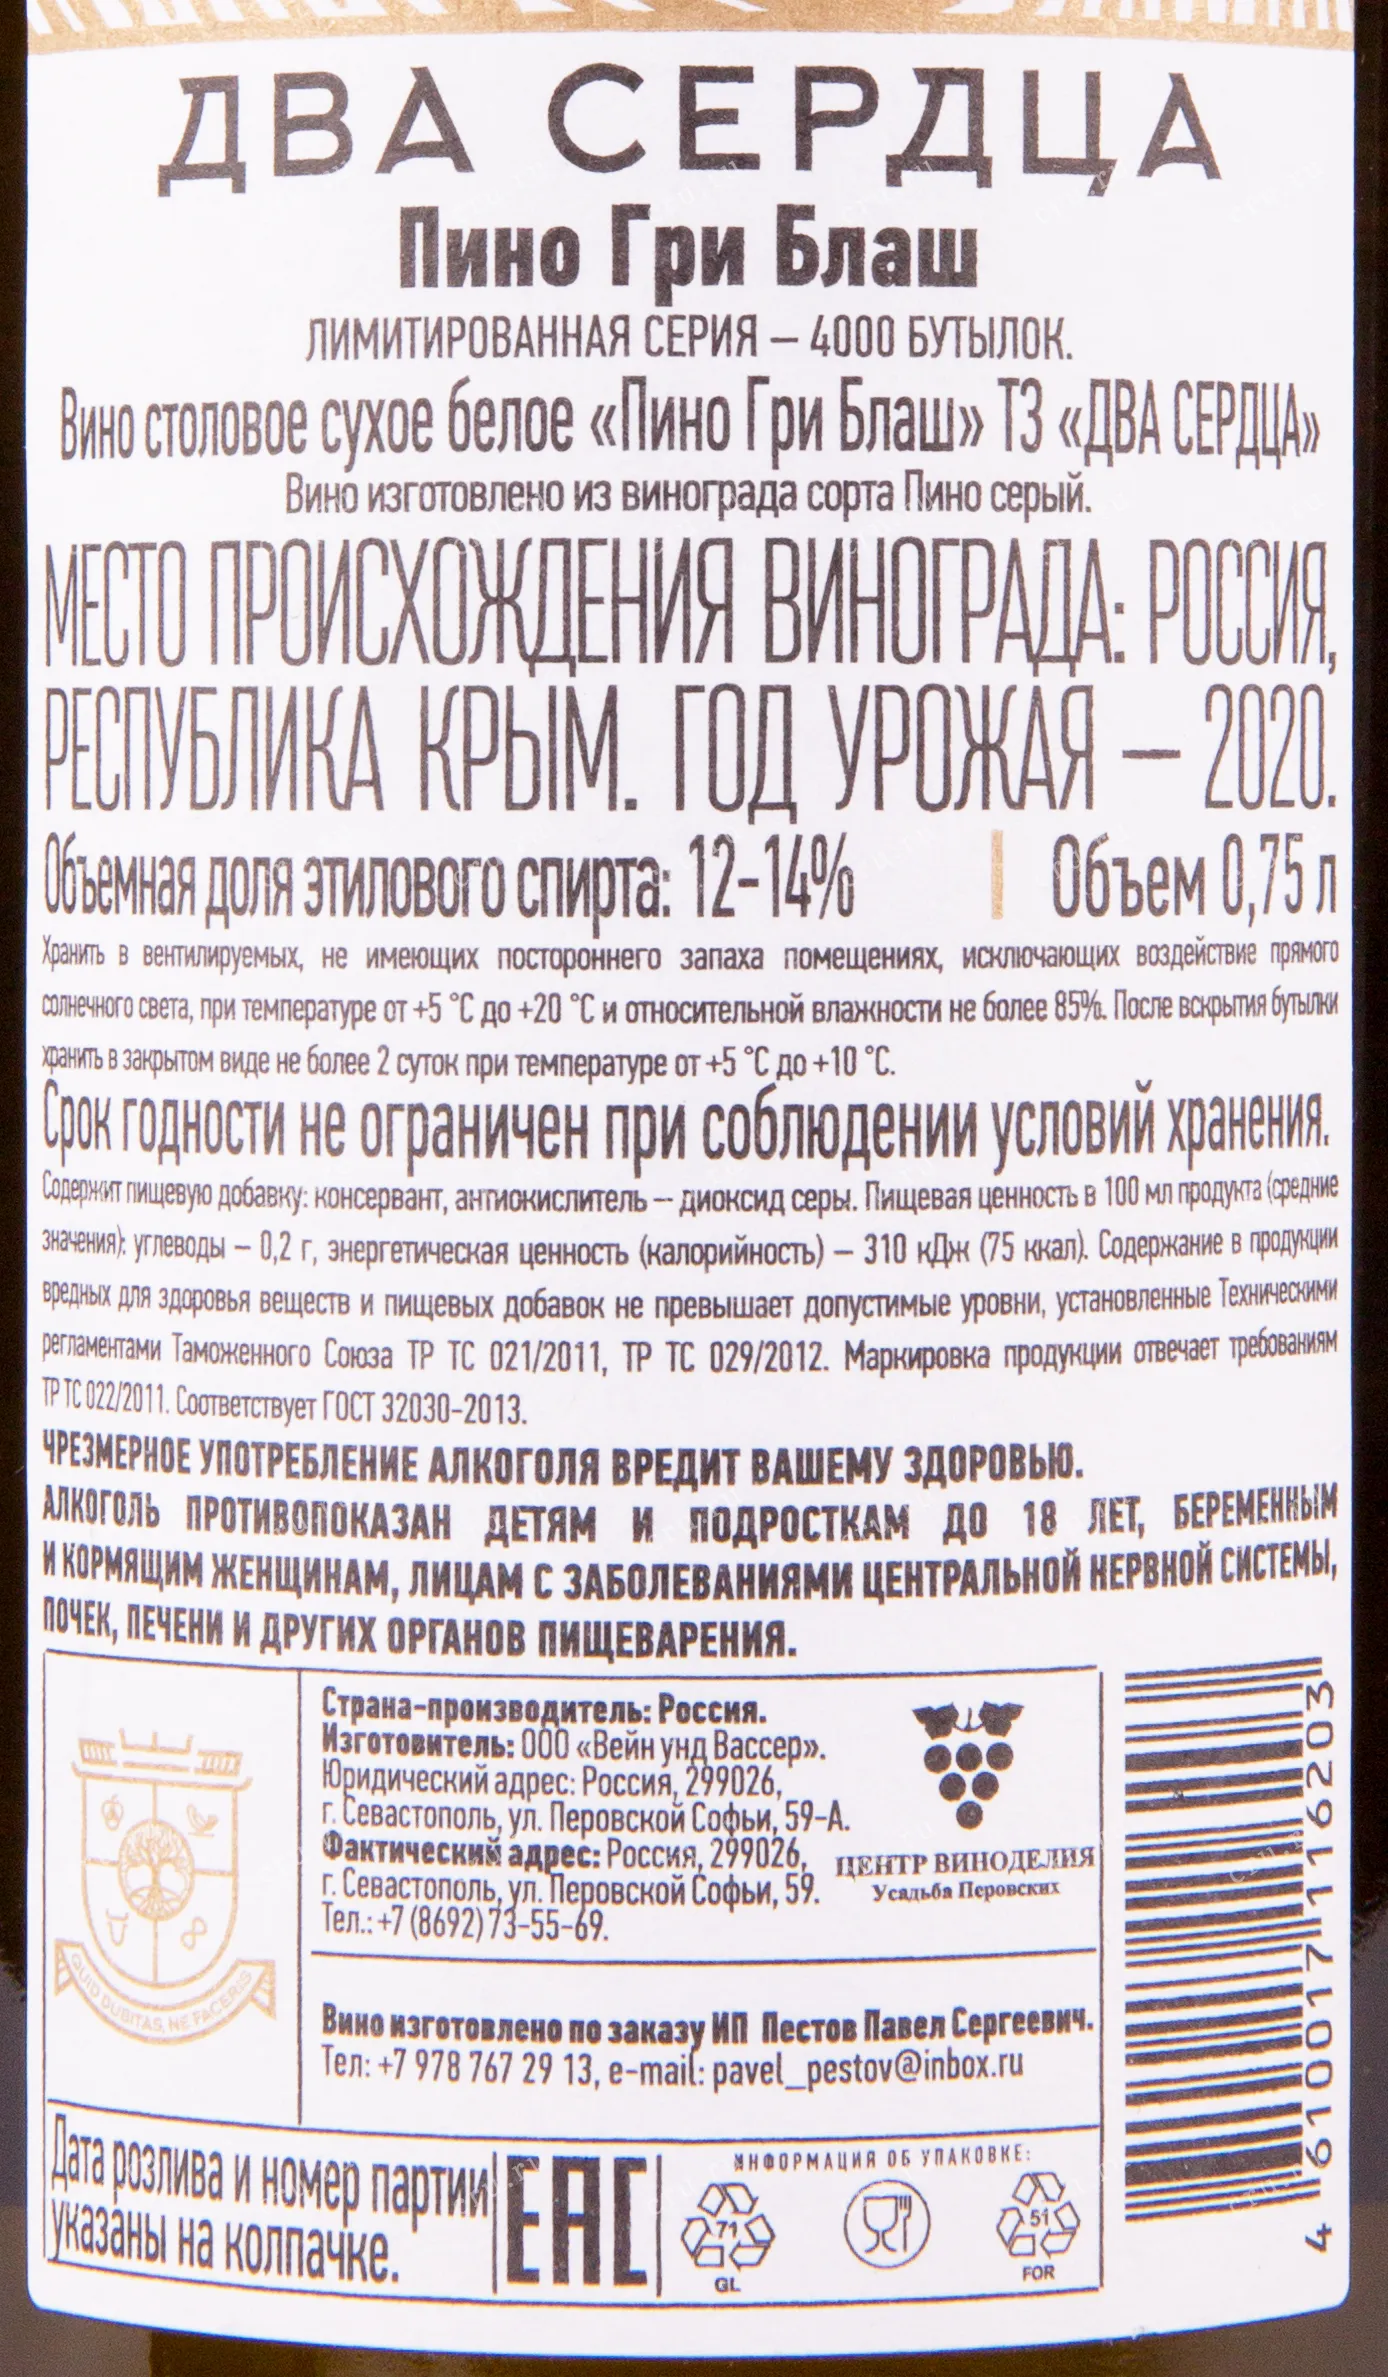 ДВА СЕРДЦА
Пино Гри Блаш
ЛИМИТИРОВАННАЯ СЕРИЯ – 4000 БУТЫЛОК.
Вино столовое сухое белое «Пино Гри Блаш» ТЗ «ДВА СЕРДЦА»
Вино изготовлено из винограда сорта Пино серый.
МЕСТО ПРОИСХОЖДЕНИЯ ВИНОГРАДА: РОССИЯ,
РЕСПУБЛИКА КРЫМ. ГОД УРОЖАЯ – 2020.
Объемная доля этилового спирта: 12-14% | Объем 0,75 л
Хранить в вентилируемых, не имеющих постороннего запаха помещениях, исключающих воздействие прямого
солнечного света, при температуре от +5 °C до +20 °C и относительной влажности не более 85%. После вскрытия бутылки
хранить в закрытом виде не более 2 суток при температуре от +5 °C до +10 °C.
Срок годности не ограничен при соблюдении условий хранения.
Содержит пищевую добавку: консервант, антиокислитель – диоксид серы. Пищевая ценность в 100 мл продукта (средние
значения): углеводы – 0,2 г, энергетическая ценность (калорийность) – 310 кДж (75 ккал). Содержание в продукции
вредных для здоровья веществ и пищевых добавок не превышает допустимые уровни, установленные Техническими
регламентами Таможенного Союза ТР ТС 021/2011, ТР ТС 029/2012. Маркировка продукции отвечает требованиям
ТР ТС 022/2011. Соответствует ГОСТ 32030-2013.
ЧРЕЗМЕРНОЕ УПОТРЕБЛЕНИЕ АЛКОГОЛЯ ВРЕДИТ ВАШЕМУ ЗДОРОВЬЮ.
АЛКОГОЛЬ ПРОТИВОПОКАЗАН ДЕТЯМ И ПОДРОСТКАМ ДО 18 ЛЕТ, БЕРЕМЕННЫМ
И КОРМЯЩИМ ЖЕНЩИНАМ, ЛИЦАМ С ЗАБОЛЕВАНИЯМИ ЦЕНТРАЛЬНОЙ НЕРВНОЙ СИСТЕМЫ,
ПОЧЕК, ПЕЧЕНИ И ДРУГИХ ОРГАНОВ ПИЩЕВАРЕНИЯ.
QUID DUBITAS, NE FACERIS
Страна-производитель: Россия.
Изготовитель: ООО «Вейн унд Вассер».
Юридический адрес: Россия, 299026,
г. Севастополь, ул. Перовской Софьи, 59-А.
Фактический адрес: Россия, 299026,
г. Севастополь, ул. Перовской Софьи, 59.
Тел.: +7 (8692) 73-55-69.
ЦЕНТР ВИНОДЕЛИЯ
Усадьба Перовских
Вино изготовлено по заказу ИП Пестов Павел Сергеевич.
Тел: +7 978 767 29 13, e-mail: pavel_pestov@inbox.ru
Дата розлива и номер партии
указаны на колпачке.
ЕАС
ИНФОРМАЦИЯ ОБ УПАКОВКЕ:
71
GL
51
FOR
4 610017 116203